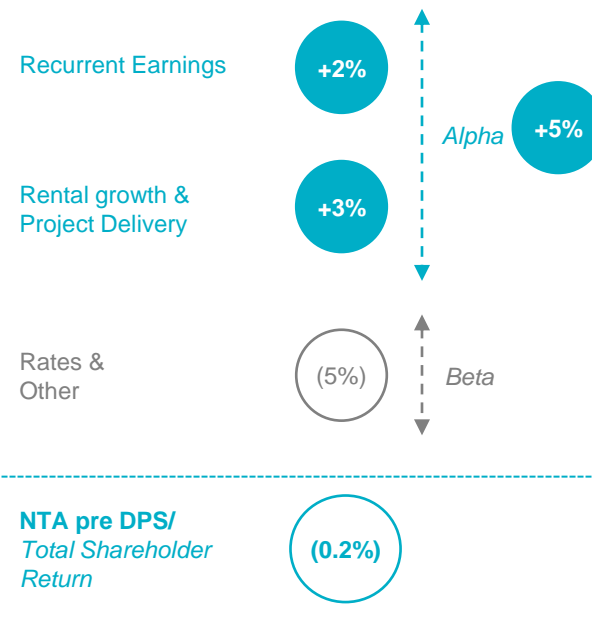 Recurrent Earnings
+2%
Alpha
+5%
Rental growth &
Project Delivery
+3%
Rates &
Other
(5%)
Beta
NTA pre DPS/
Total Shareholder
Return
(0.2%)